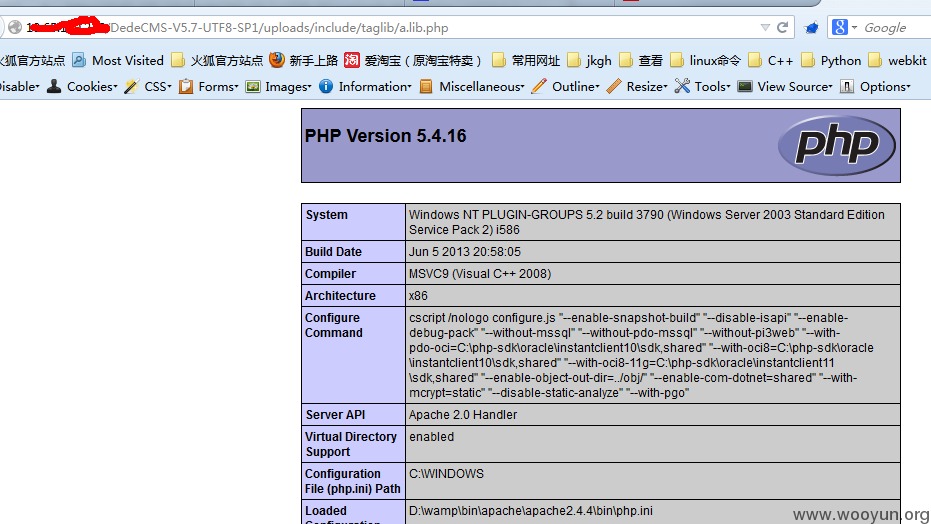 /DedeCMS-V5.7-UTF8-SP1/uploads/include/taglib/a.lib.php
Google
火狐官方站点 Most Visited 火狐官方站点 新手上路 爱淘宝（原淘宝特卖） 常用网址 jkgh 查看 linux命令 C++ Python webkit
isable Cookies CSS Forms Images Information Miscellaneous Outline Resize Tools View Source Options
PHP Version 5.4.16
php
System
Windows NT PLUGIN-GROUPS 5.2 build 3790 (Windows Server 2003 Standard Edition
Service Pack 2) i586
Build Date
Jun 5 2013 20:58:05
Compiler
MSVC9 (Visual C++ 2008)
Architecture
x86
Configure
Command
cscript /nologo configure.js "--enable-snapshot-build" "--disable-isapi" "--enable-
debug-pack" "--without-mssql" "--without-pdo-mssql" "--without-pi3web" "--with-
pdo-oci=C:\php-sdk\oracle\instantclient10\sdk,shared" "--with-oci8=C:\php-sdk\oracle
\instantclient10\sdk,shared" "--with-oci8-11g=C:\php-sdk\oracle\instantclient11
\sdk,shared" "--enable-object-out-dir=../obj/" "--enable-com-dotnet=shared" "--with-
mcrypt=static" "--disable-static-analyze" "--with-pgo"
Server API
Apache 2.0 Handler
Virtual Directory
Support
enabled
Configuration
File (php.ini) Path
C:\WINDOWS
Loaded
Configuration
D:\wamp\bin\apache\apache2.4.4\bin\php.ini
www.wooyun.org